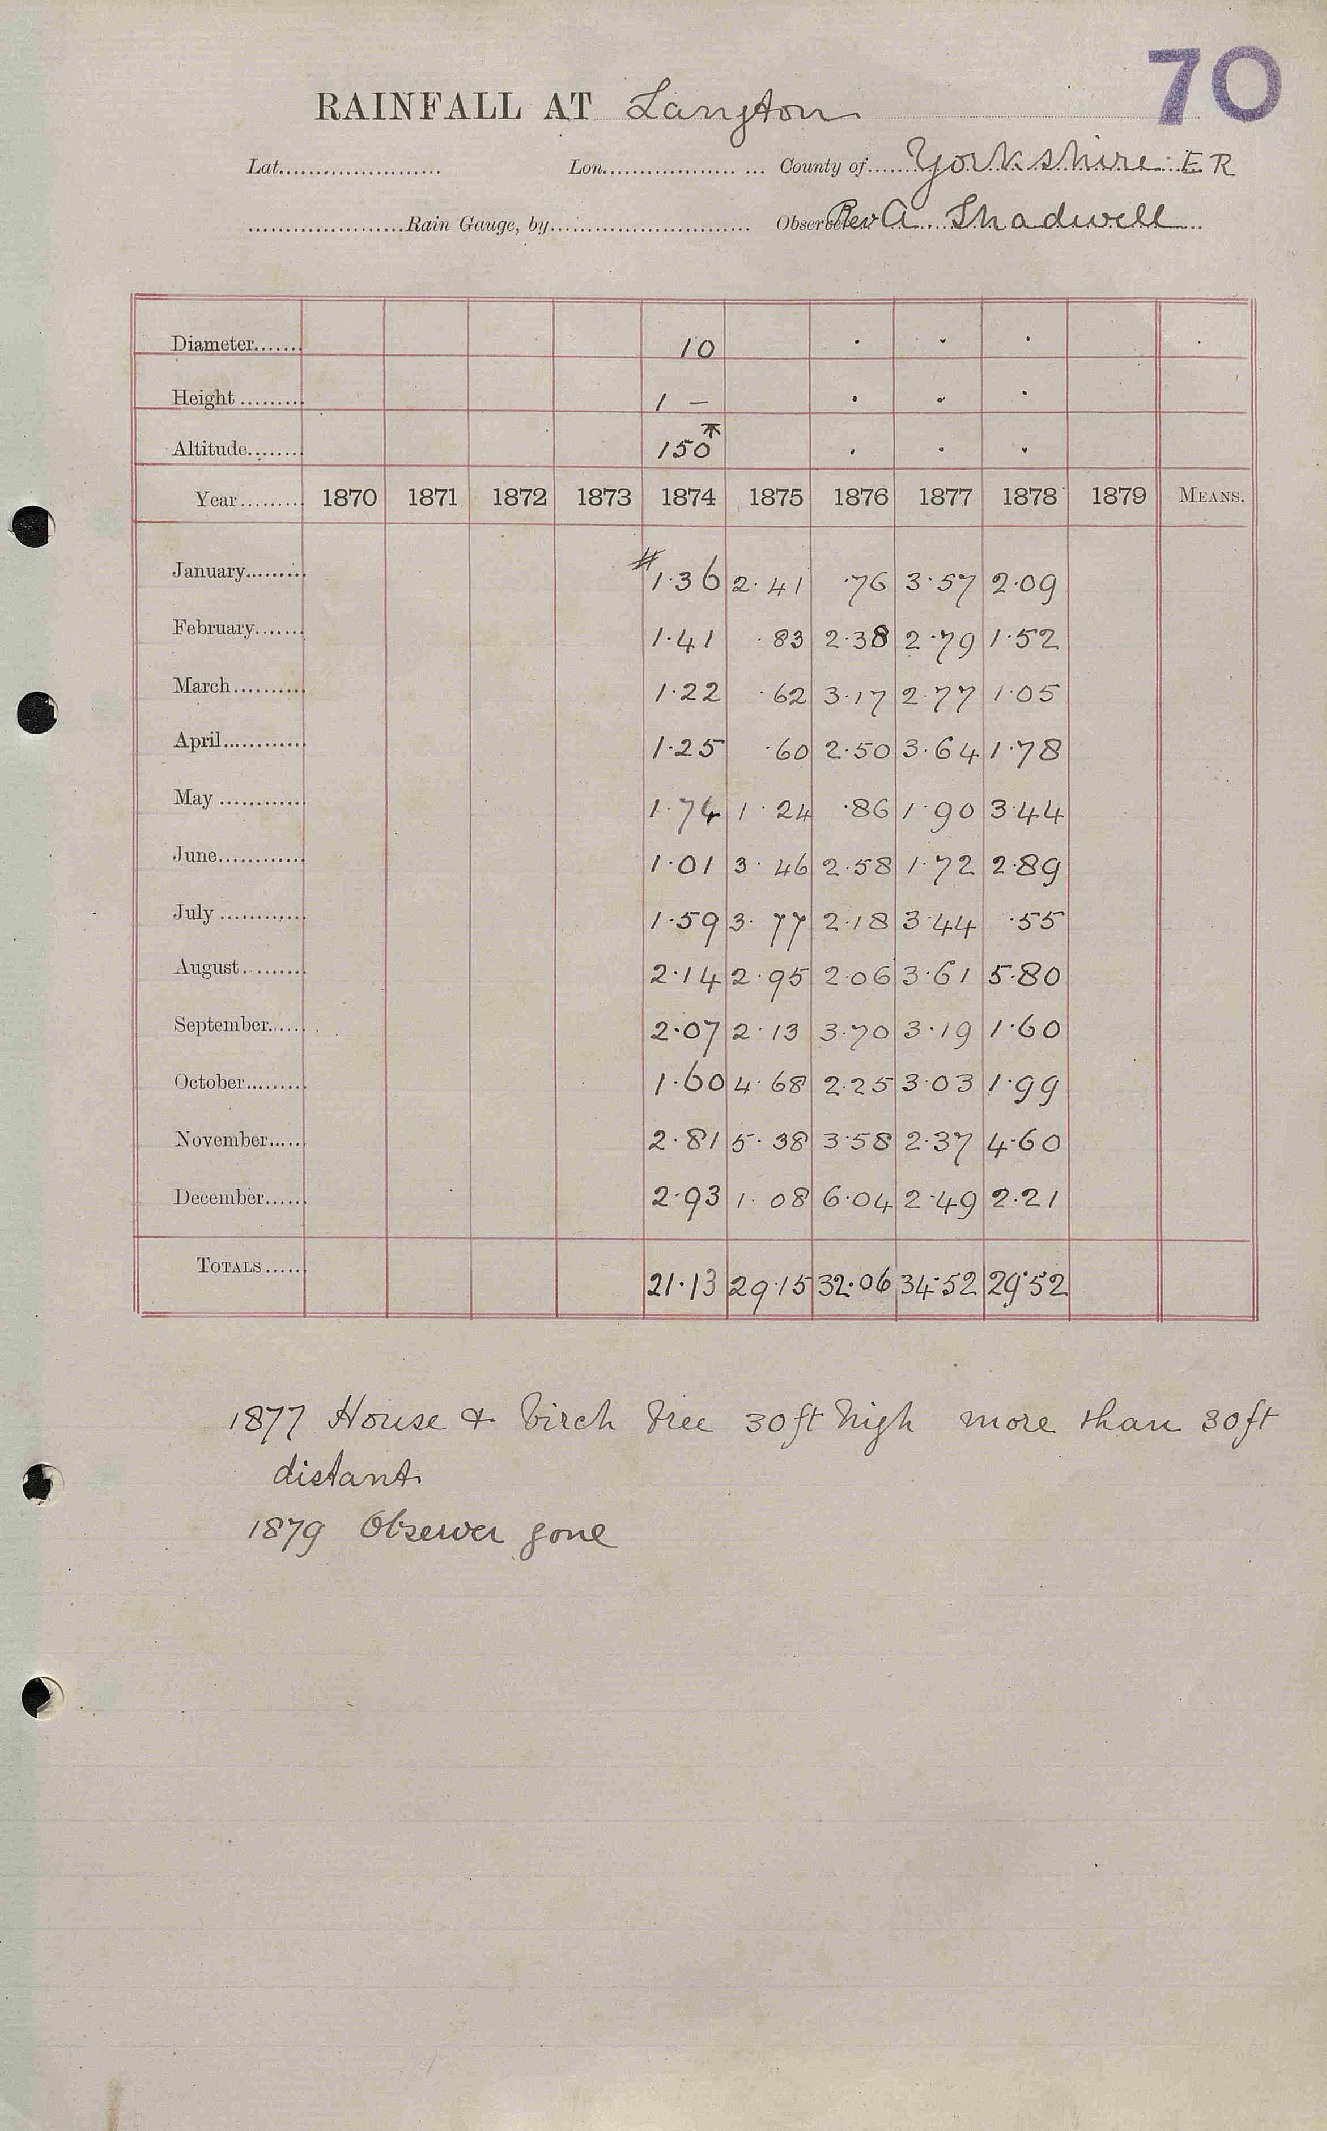 70
RAINFALL AT Langton
Lat. Lon. County of Yorkshire E R
Rain Gauge, by Observer Rev A Shadwell
Diameter 10 . . . .
Height 1 – . . .
Altitude 150 . . .
Year 1870 1871 1872 1873 1874 1875 1876 1877 1878 1879 MEANS.
January # 1.36 2.41 .76 3.57 2.09
February 1.41 .83 2.38 2.79 1.52
March 1.22 .62 3.17 2.77 1.05
April 1.25 .60 2.50 3.64 1.78
May 1.74 1.24 .86 1.90 3.44
June 1.01 3.46 2.58 1.72 2.89
July 1.59 3.77 2.18 3.44 .55
August 2.14 2.95 2.06 3.61 5.80
September 2.07 2.13 3.70 3.19 1.60
October 1.60 4.68 2.25 3.03 1.99
November 2.81 5.38 3.58 2.37 4.60
December 2.93 1.08 6.04 2.49 2.21
TOTALS 21.13 29.15 32.06 34.52 29.52
1877 House & birch tree 30 ft high more than 30 ft
distant.
1879 Observer gone